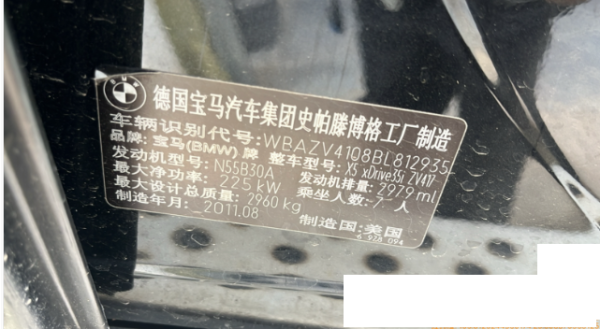 德国宝马汽车集团史帕滕博格工厂制造
车辆识别代号:WBAZV4108BL812935
品牌:宝马(BMW)牌 整车型号:X5 xDrive35i ZV417
发动机型号:N55B30A 发动机排量:2979 ml
最大净功率:225 kW 乘坐人数:7 人
最大设计总质量:2960 kg
制造年月:2011.08 制造国:美国
6 978 094